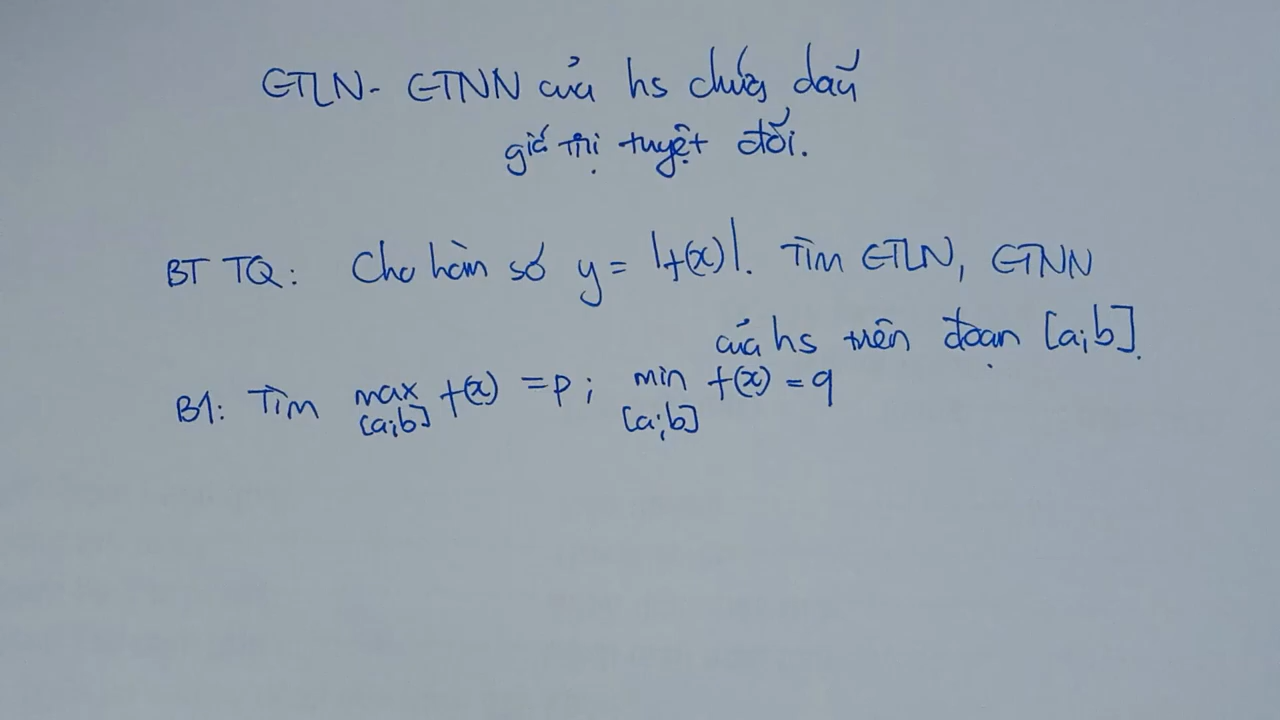 GTLN - GTNN của hs chứa dấu
giá trị tuyệt đối.
BT TQ: Cho hàm số y = |f(x)|. Tìm GTLN, GTNN
của hs trên đoạn [a;b].
B1: Tìm max f(x) = p; min f(x) = q
[a;b] [a;b]